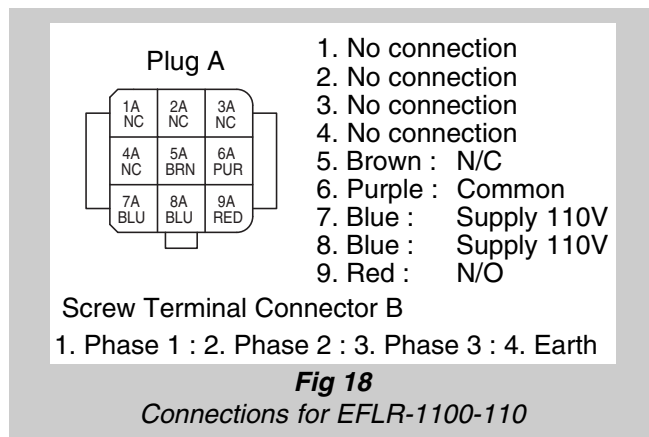 Plug A
1A NC 2A NC 3A NC
4A NC 5A BRN 6A PUR
7A BLU 8A BLU 9A RED
1. No connection
2. No connection
3. No connection
4. No connection
5. Brown : N/C
6. Purple : Common
7. Blue : Supply 110V
8. Blue : Supply 110V
9. Red : N/O
Screw Terminal Connector B
1. Phase 1 : 2. Phase 2 : 3. Phase 3 : 4. Earth
Fig 18
Connections for EFLR-1100-110